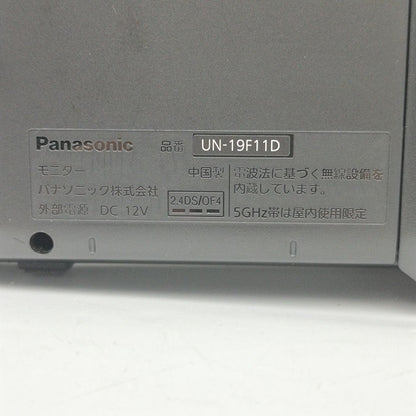 Panasonic 品番 UN-19F11D
モニター 中国製 電波法に基づく無線設備を
パナソニック株式会社 内蔵しています。
外部電源 DC 12V 2.4DS/OF4 5GHz帯は屋内使用限定